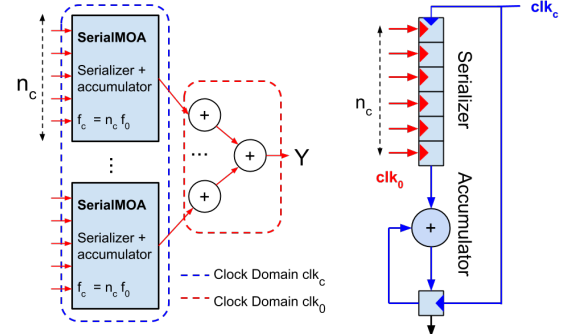 SerialMOA
Serializer +
accumulator
f_c = n_c f_0
n_c
...
SerialMOA
Serializer +
accumulator
f_c = n_c f_0
+
...
+
+
Y
Clock Domain clk_c
Clock Domain clk_0
clk_c
n_c
Serializer
clk_0
Accumulator
+